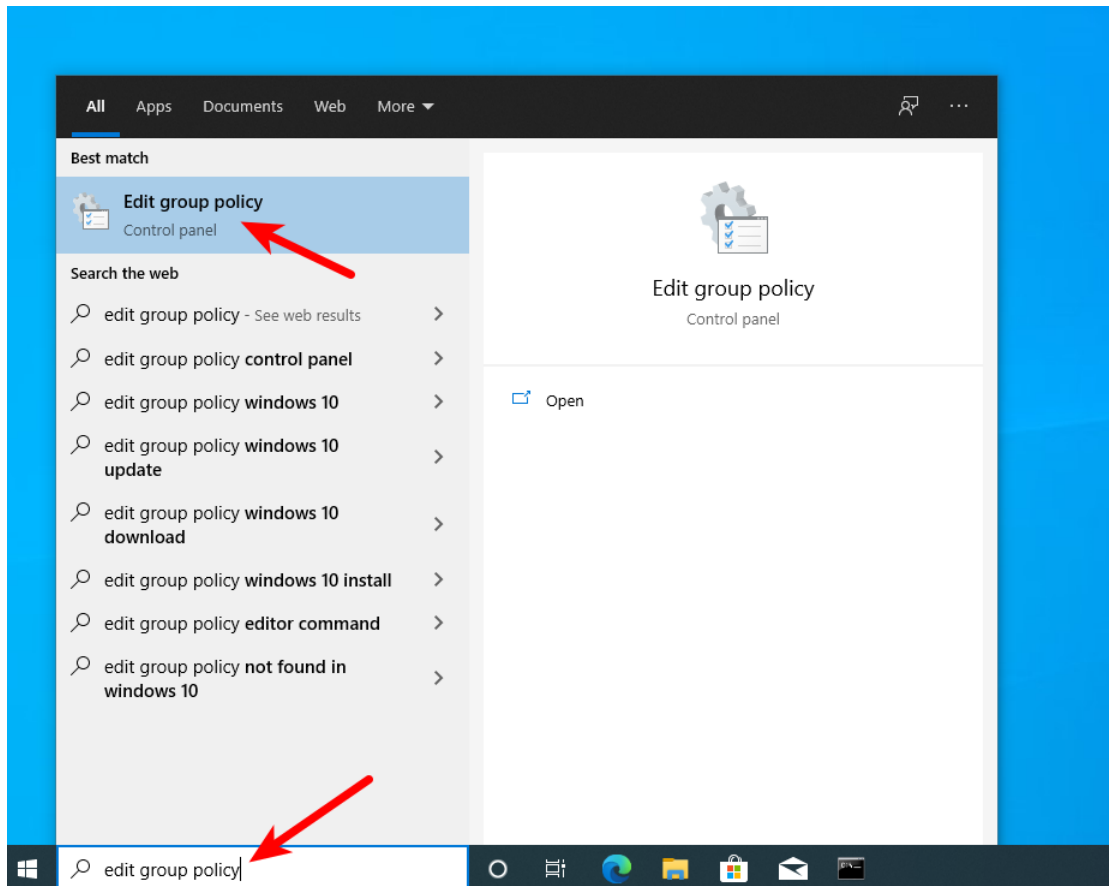 All Apps Documents Web More
Best match
Edit group policy
Control panel
Search the web
edit group policy - See web results
edit group policy control panel
edit group policy windows 10
edit group policy windows 10
update
edit group policy windows 10
download
edit group policy windows 10 install
edit group policy editor command
edit group policy not found in
windows 10
Edit group policy
Control panel
Open
edit group policy